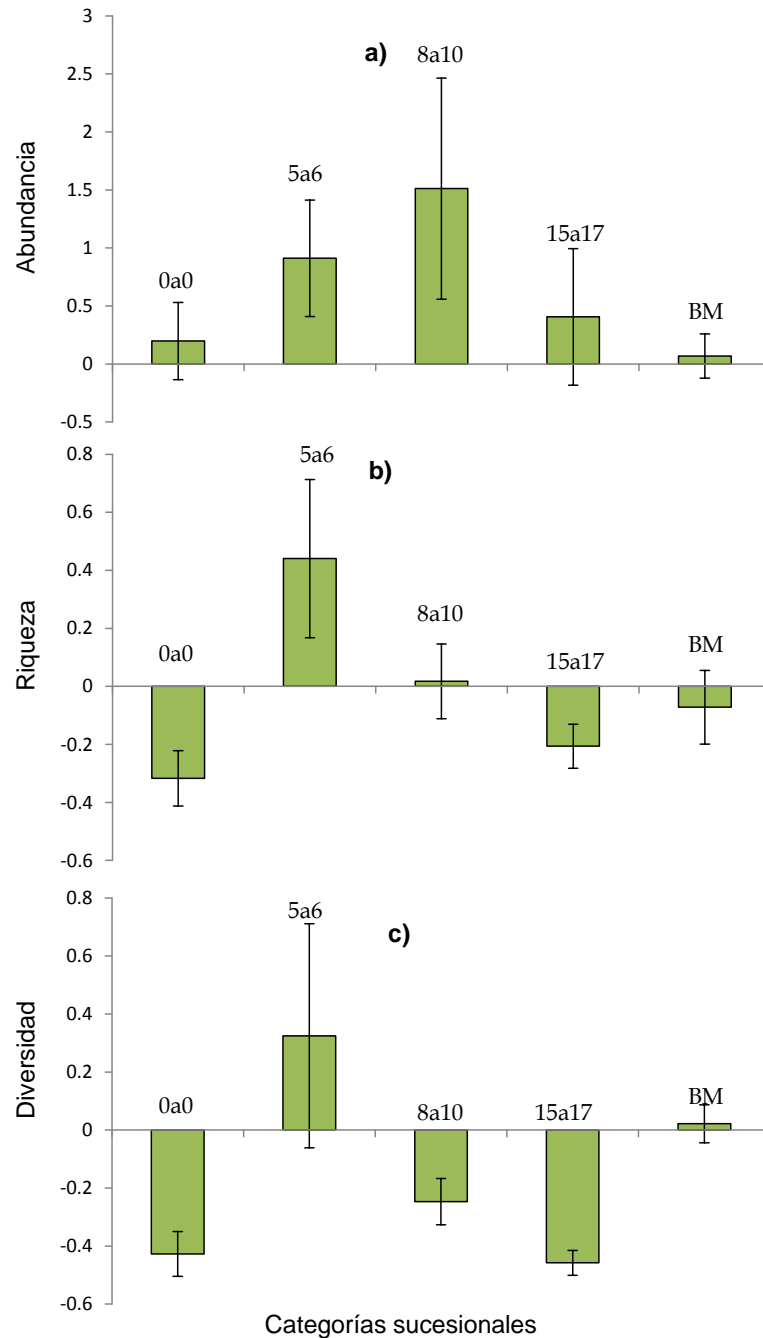 3
a)
8a10
2.5
2
5a6
1.5
15a17
1
0a0
BM
0.5
0
-0.5
Abundancia
0.8
5a6
b)
0.6
0.4
8a10
0a0
0.2
15a17
BM
0
-0.2
-0.4
-0.6
Riqueza
0.8
5a6
c)
0.6
0.4
0.2
0a0
8a10
15a17
BM
0
-0.2
-0.4
-0.6
Diversidad
Categorías sucesionales